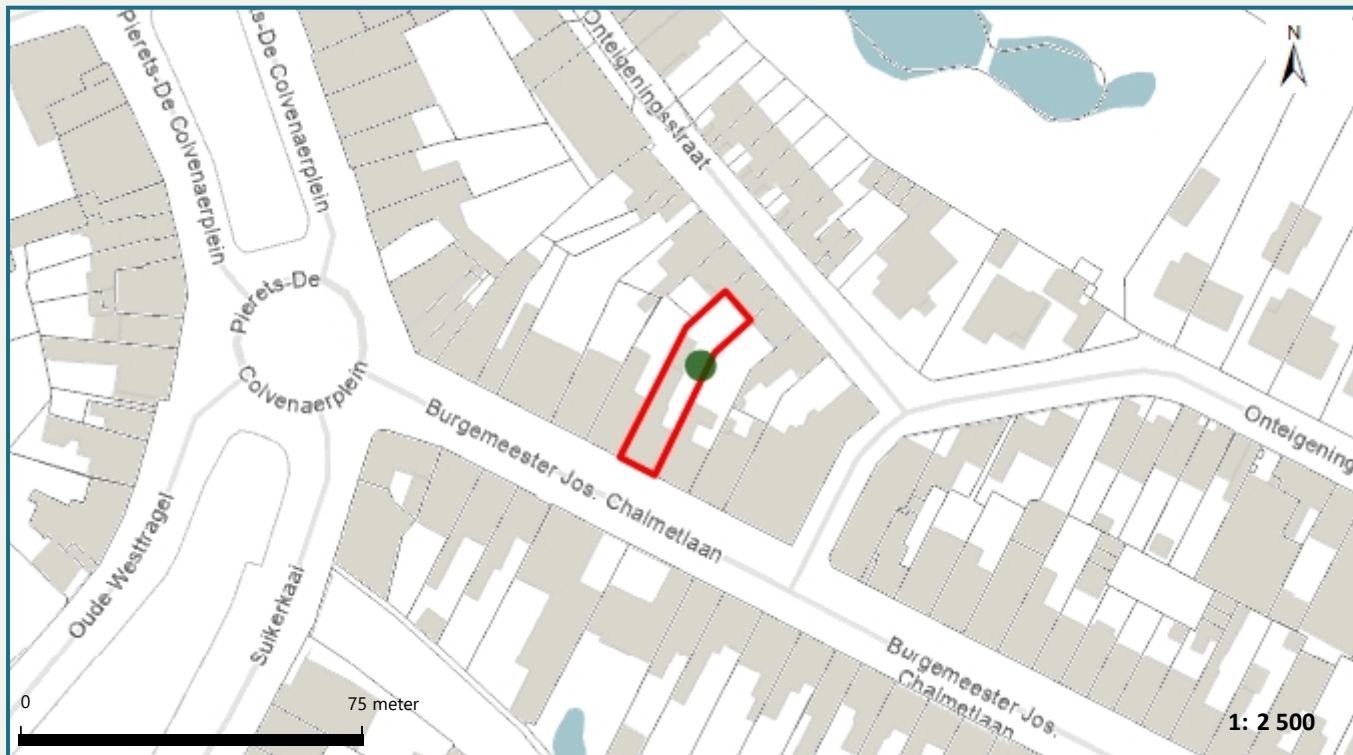 Pierets-De Colvenaerplein
s-De Colvenaerplein
Onteigeningsstraat
N
Pierets-De
Colvenaerplein
Burgemeester Jos. Chalmetlaan
Onteigening
Oude Westtragel
Suikerkaai
Burgemeester Jos.
Chalmetlaan
0
75 meter
1: 2 500